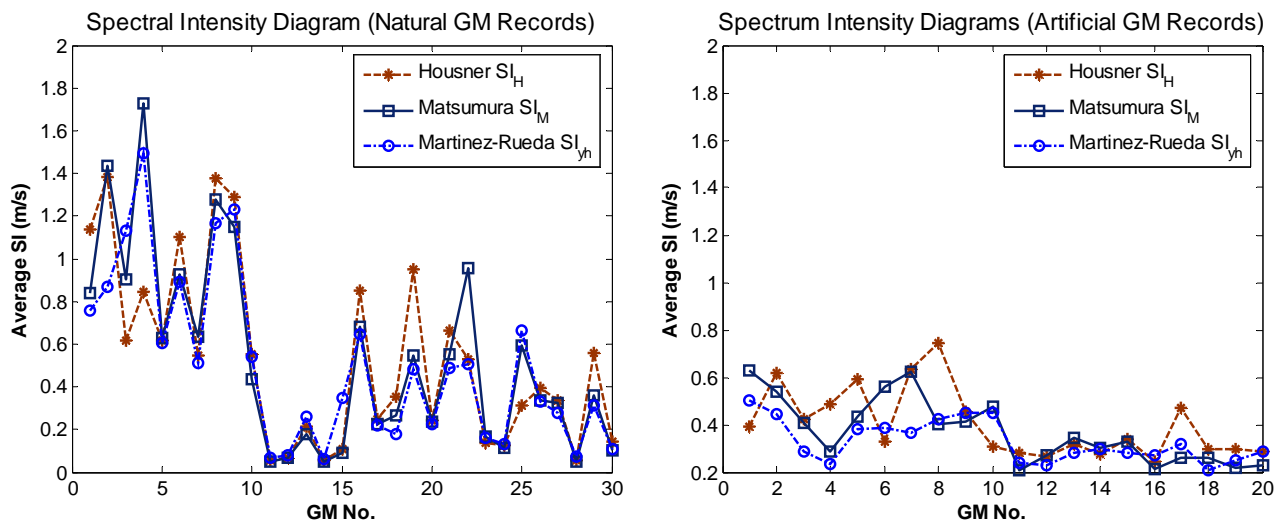 Spectral Intensity Diagram (Natural GM Records)
2
1.8
1.6
1.4
1.2
1
0.8
0.6
0.4
0.2
0
Average SI (m/s)
Housner SI_H
Matsumura SI_M
Martinez-Rueda SI_yh
0 5 10 15 20 25 30
GM No.
Spectrum Intensity Diagrams (Artificial GM Records)
2
1.8
1.6
1.4
1.2
1
0.8
0.6
0.4
0.2
Average SI (m/s)
Housner SI_H
Matsumura SI_M
Martinez-Rueda SI_yh
0 2 4 6 8 10 12 14 16 18 20
GM No.